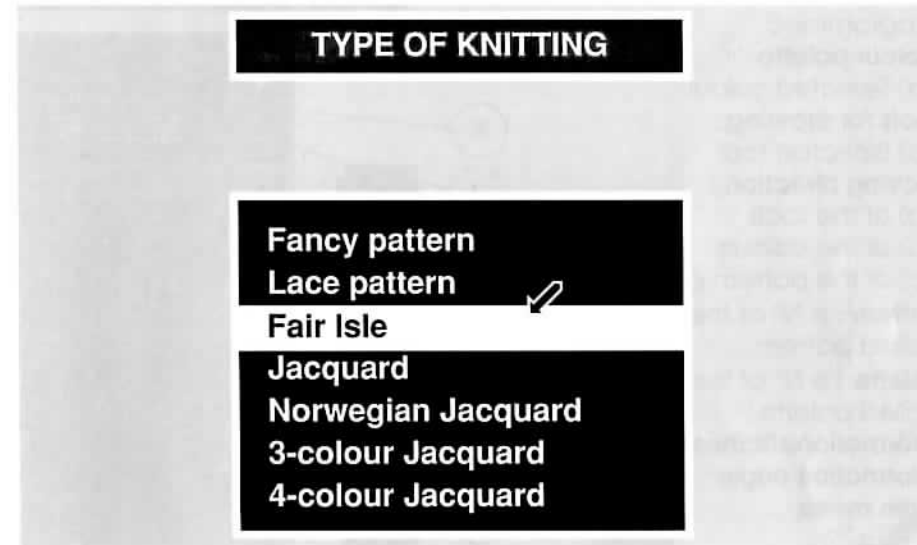 TYPE OF KNITTING
Fancy pattern
Lace pattern
Fair Isle
Jacquard
Norwegian Jacquard
3-colour Jacquard
4-colour Jacquard